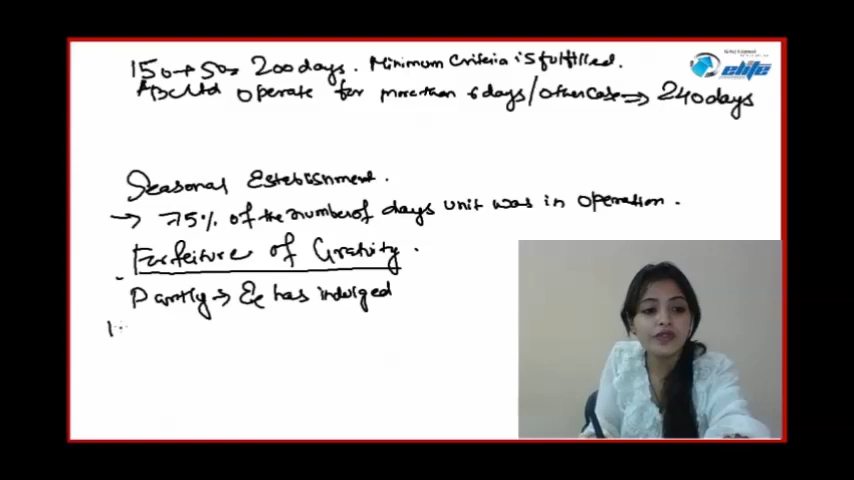 150+50= 200 days. Minimum Criteria is fulfilled.
elite
ABC Ltd operate for more than 6 days/other case => 240 days
Seasonal Establishment.
→ 75% of the number of days unit was in operation.
Forfeiture of Gratuity.
Partly → Ee has indulged